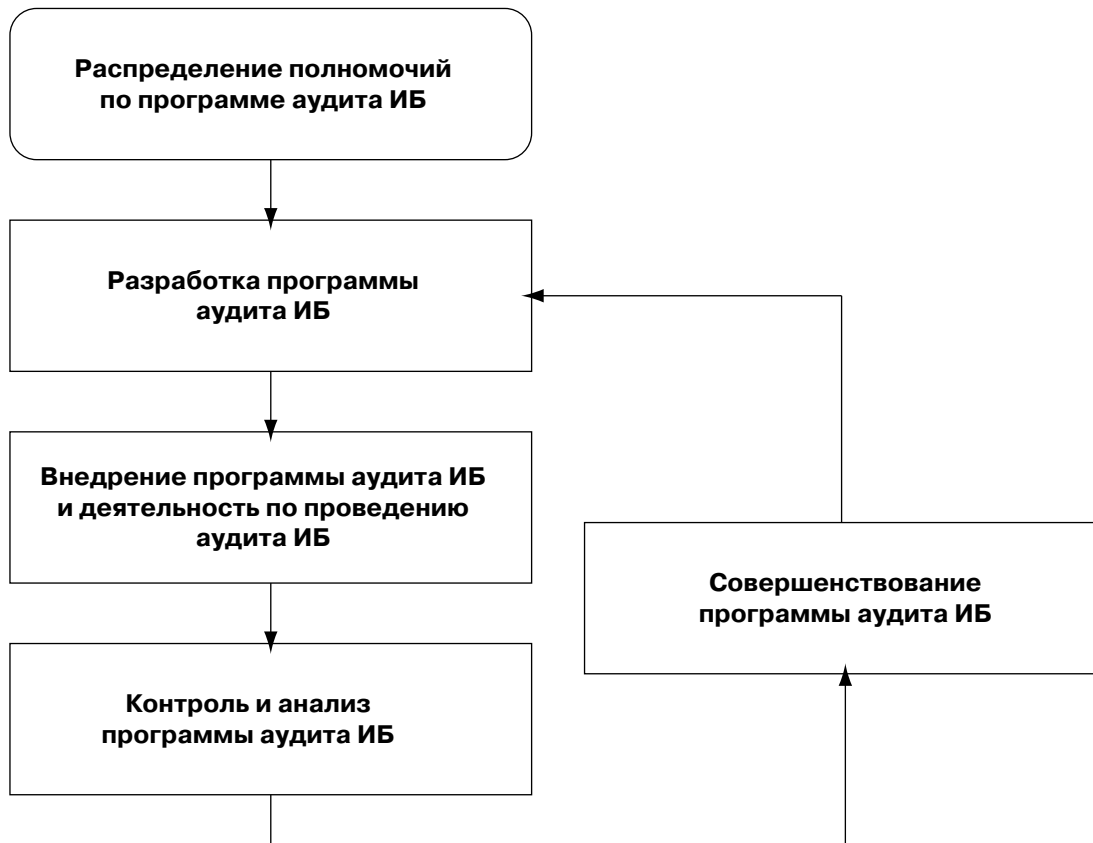 Распределение полномочий
по программе аудита ИБ
Разработка программы
аудита ИБ
Внедрение программы аудита ИБ
и деятельность по проведению
аудита ИБ
Совершенствование
программы аудита ИБ
Контроль и анализ
программы аудита ИБ